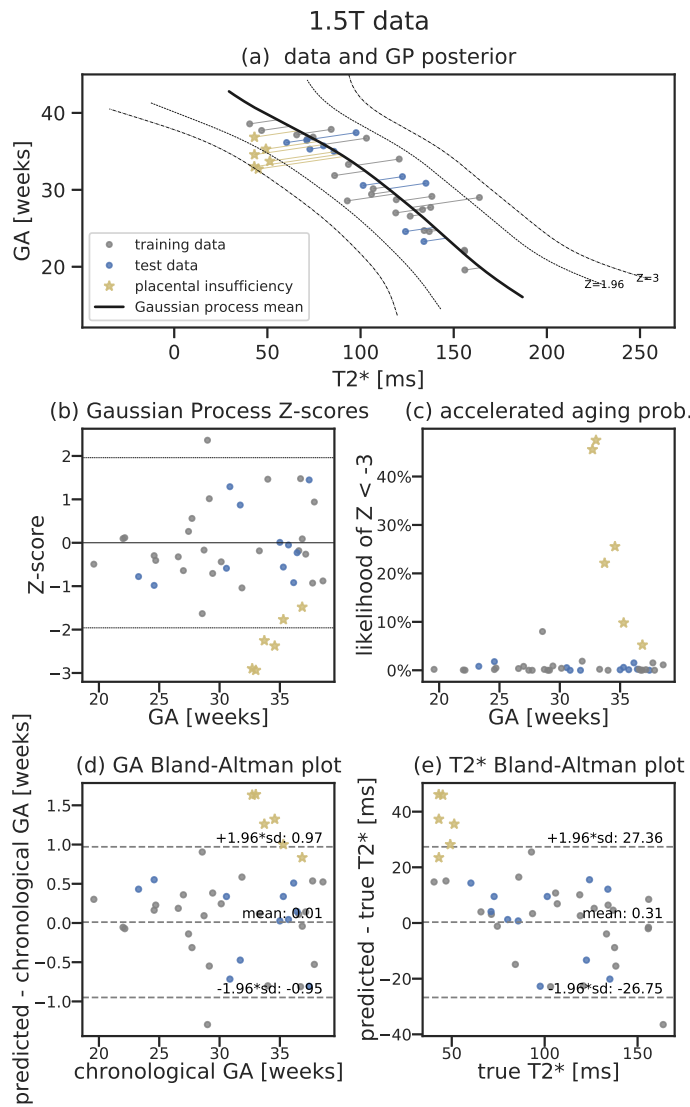 1.5T data
(a)  data and GP posterior
GA [weeks]
40
30
20
training data
test data
placental insufficiency
Gaussian process mean
Z=1.96
Z=3
0
50
100
150
200
250
T2* [ms]
(b) Gaussian Process Z-scores
Z-score
2
1
0
−1
−2
−3
20
25
30
35
GA [weeks]
(c) accelerated aging prob.
likelihood of Z < -3
40%
30%
20%
10%
0%
20
25
30
35
GA [weeks]
(d) GA Bland-Altman plot
predicted - chronological GA [weeks]
1.5
1.0
0.5
0.0
−0.5
−1.0
+1.96*sd: 0.97
mean: 0.01
-1.96*sd: -0.95
20
25
30
35
chronological GA [weeks]
(e) T2* Bland-Altman plot
predicted - true T2* [ms]
60
40
20
0
−20
−40
+1.96*sd: 27.36
mean: 0.31
-1.96*sd: -26.75
50
100
150
true T2* [ms]